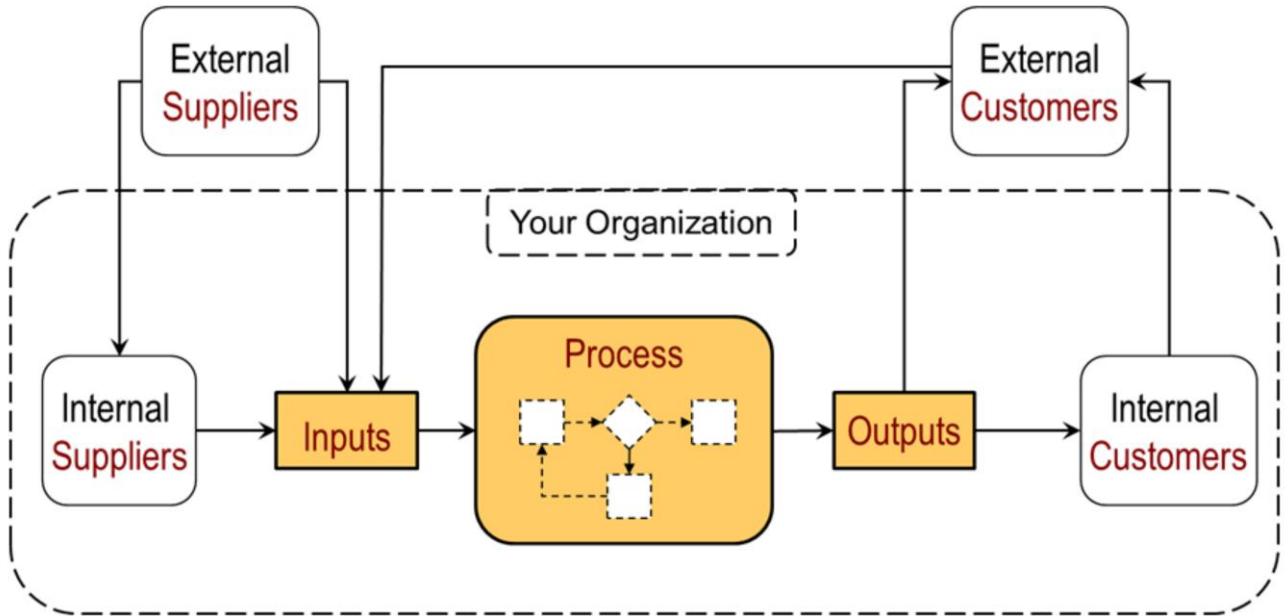 External
Suppliers
External
Customers
Your Organization
Process
Internal
Suppliers
Inputs
Outputs
Internal
Customers